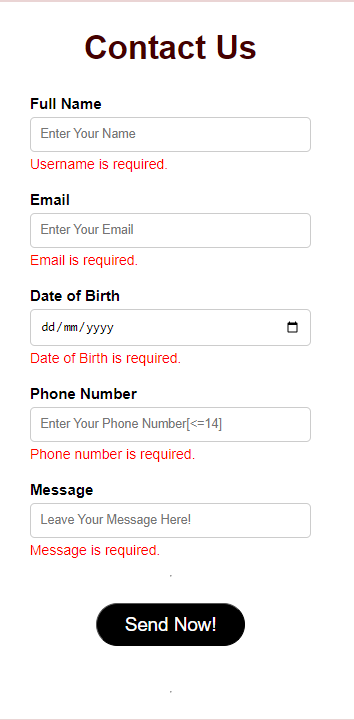 Contact Us
Full Name
Enter Your Name
Username is required.
Email
Enter Your Email
Email is required.
Date of Birth
dd/mm/yyyy
Date of Birth is required.
Phone Number
Enter Your Phone Number[<=14]
Phone number is required.
Message
Leave Your Message Here!
Message is required.
.
Send Now!
.